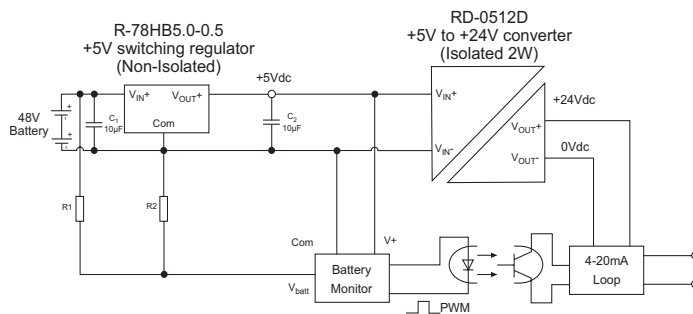 R-78HB5.0-0.5
+5V switching regulator
(Non-Isolated)
RD-0512D
+5V to +24V converter
(Isolated 2W)
+5Vdc
VIN+
VOUT+
Com
48V
Battery
+
-
+
-
C1
10µF
C2
10µF
VIN+
VIN-
+24Vdc
VOUT+
0Vdc
VOUT-
R1
R2
Com
V+
Vbatt
Battery
Monitor
PWM
4-20mA
Loop